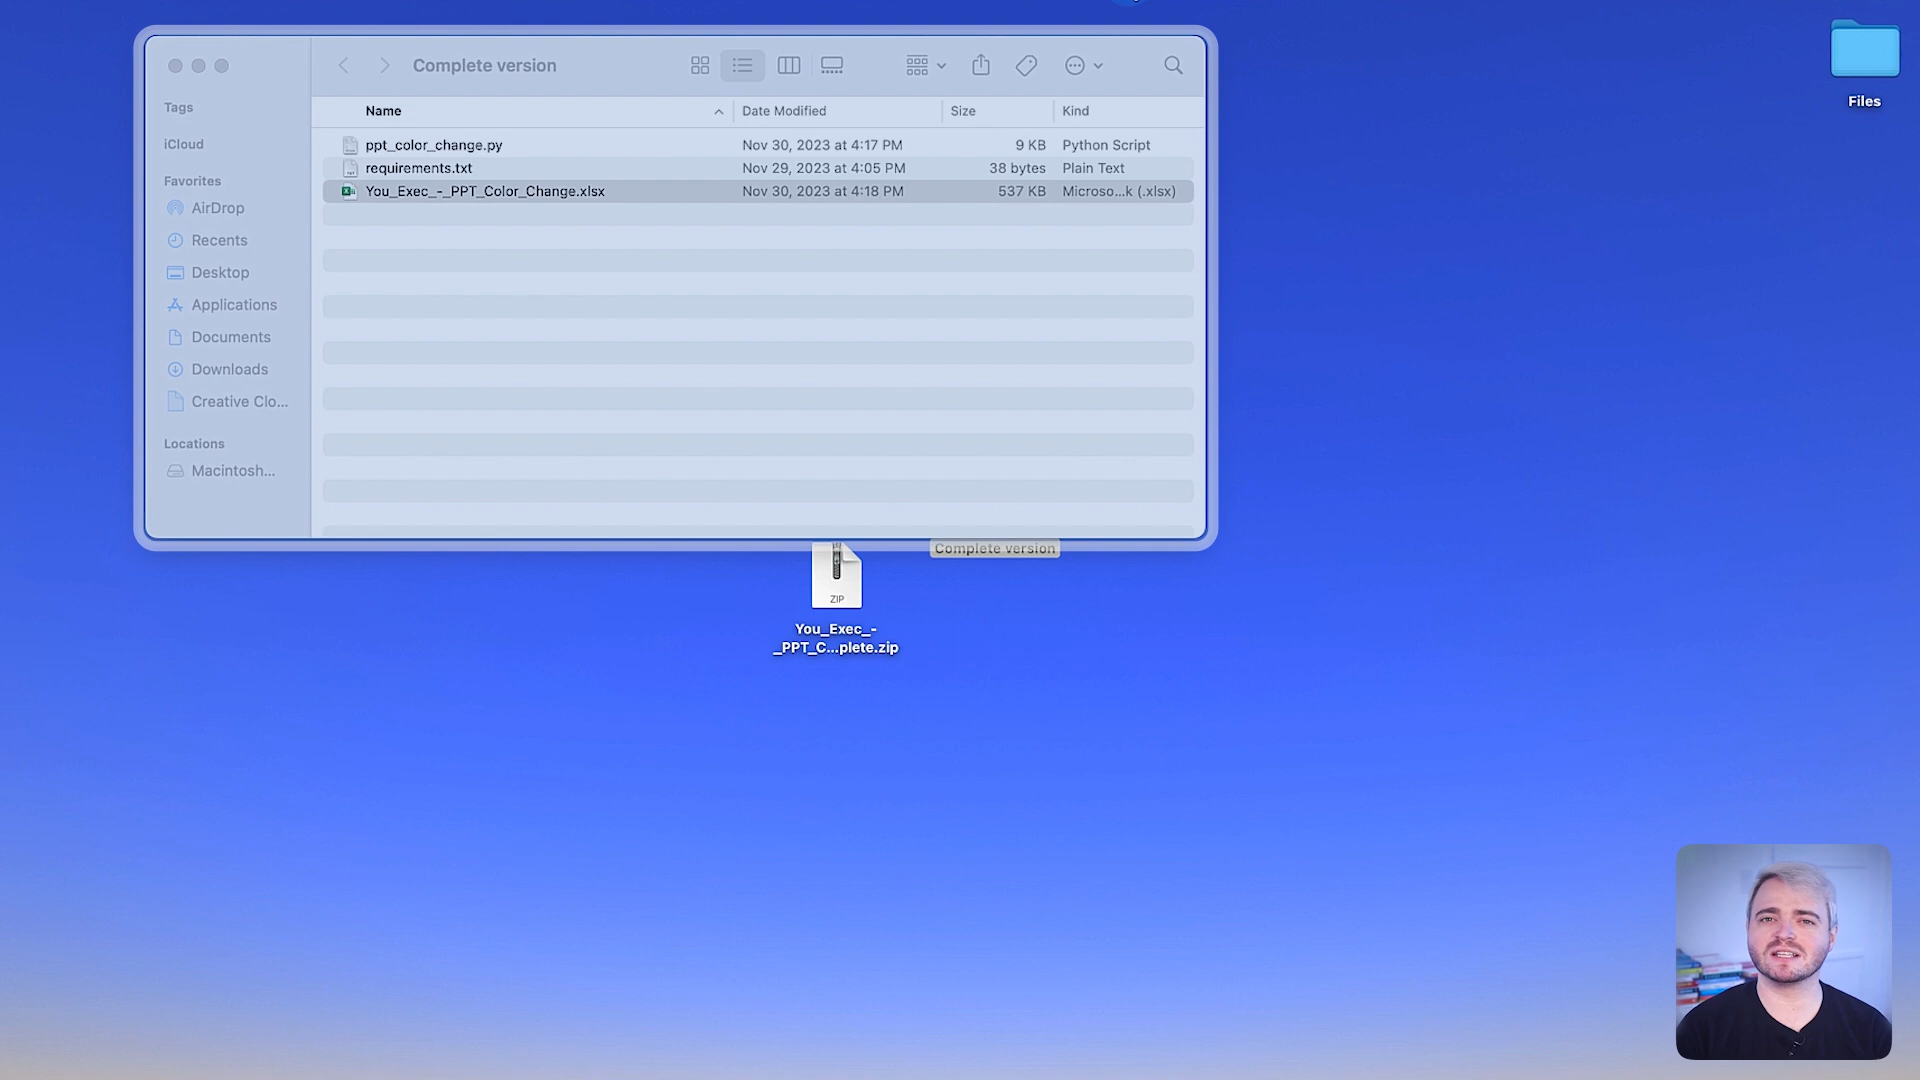 Complete version
Tags
iCloud
Favorites
AirDrop
Recents
Desktop
Applications
Documents
Downloads
Creative Clo...
Locations
Macintosh...
Name Date Modified Size Kind
ppt_color_change.py Nov 30, 2023 at 4:17 PM 9 KB Python Script
requirements.txt Nov 29, 2023 at 4:05 PM 38 bytes Plain Text
You_Exec_-_PPT_Color_Change.xlsx Nov 30, 2023 at 4:18 PM 537 KB Microso...k (.xlsx)
Files
Complete version
ZIP
You_Exec_-
_PPT_C...plete.zip